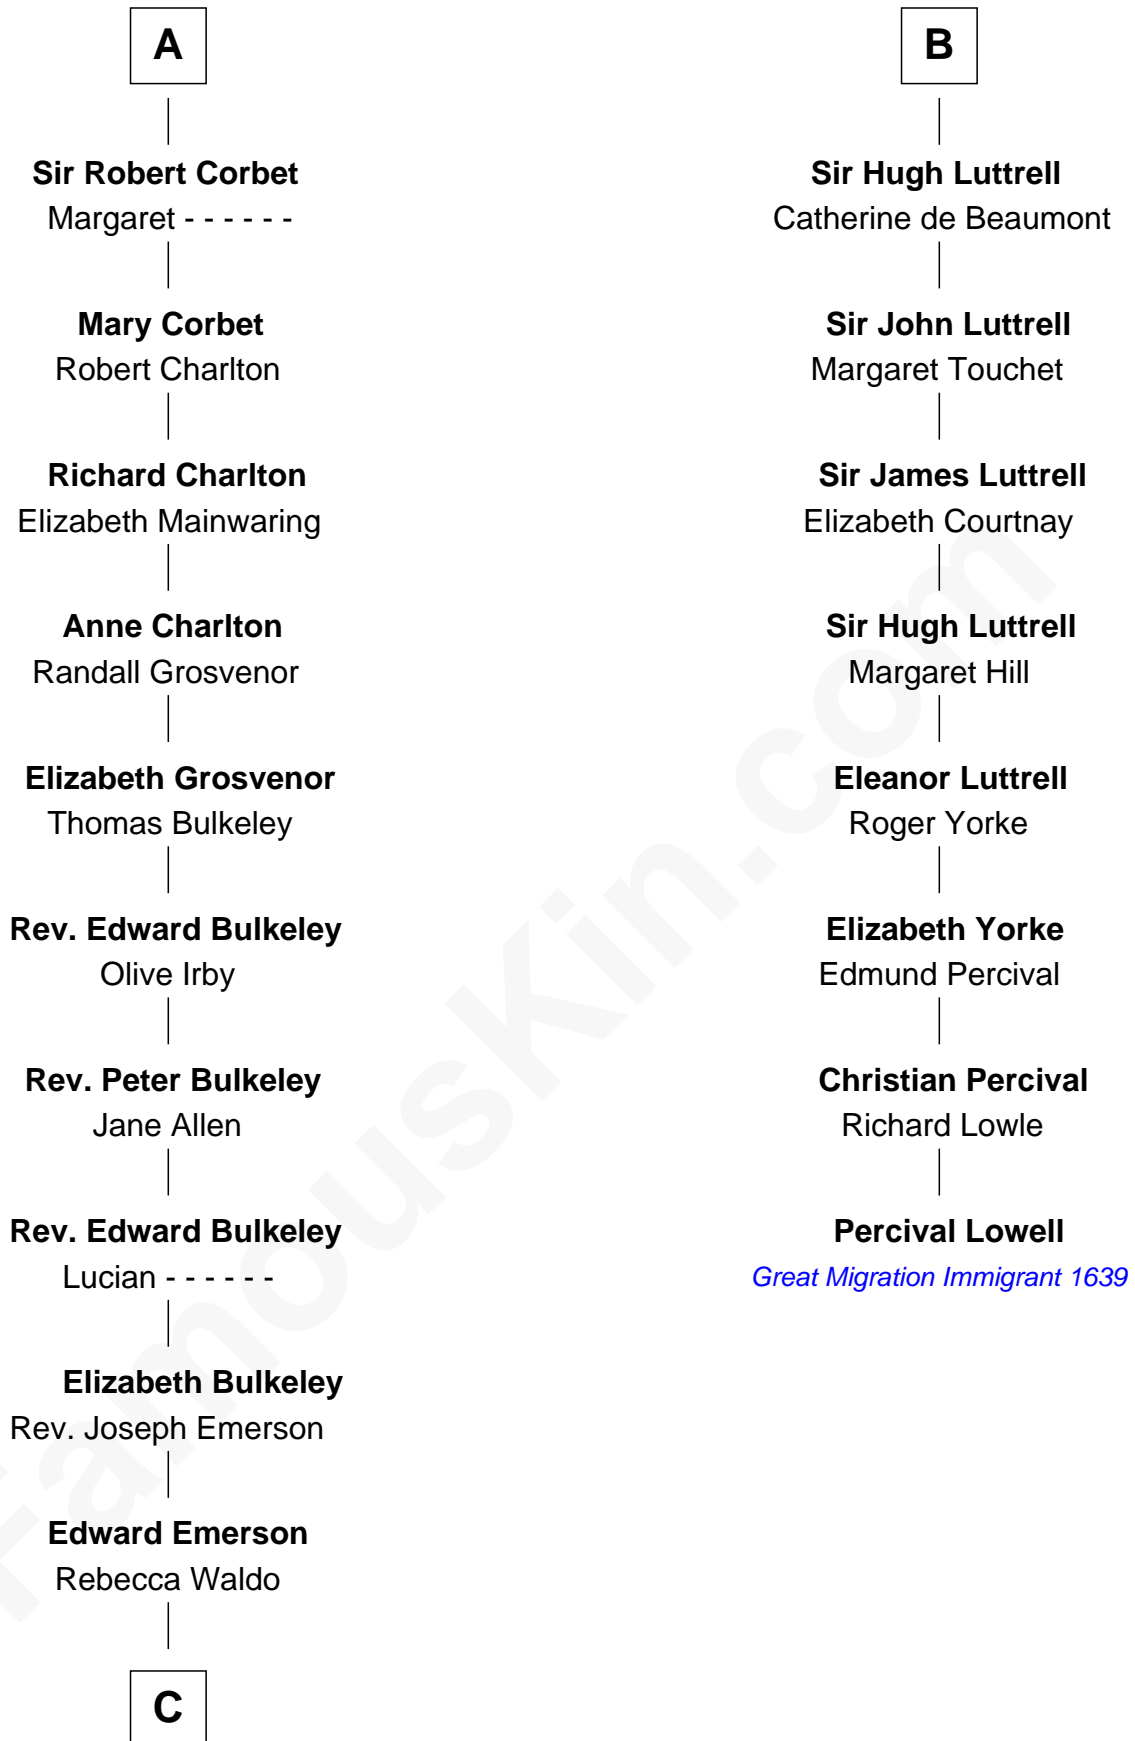 A
Sir Robert Corbet
Margaret - - - - - -
Mary Corbet
Robert Charlton
Richard Charlton
Elizabeth Mainwaring
Anne Charlton
Randall Grosvenor
Elizabeth Grosvenor
Thomas Bulkeley
Rev. Edward Bulkeley
Olive Irby
Rev. Peter Bulkeley
Jane Allen
Rev. Edward Bulkeley
Lucian - - - - - -
Elizabeth Bulkeley
Rev. Joseph Emerson
Edward Emerson
Rebecca Waldo
C
B
Sir Hugh Luttrell
Catherine de Beaumont
Sir John Luttrell
Margaret Touchet
Sir James Luttrell
Elizabeth Courtnay
Sir Hugh Luttrell
Margaret Hill
Eleanor Luttrell
Roger Yorke
Elizabeth Yorke
Edmund Percival
Christian Percival
Richard Lowle
Percival Lowell
Great Migration Immigrant 1639
FamousKin.com